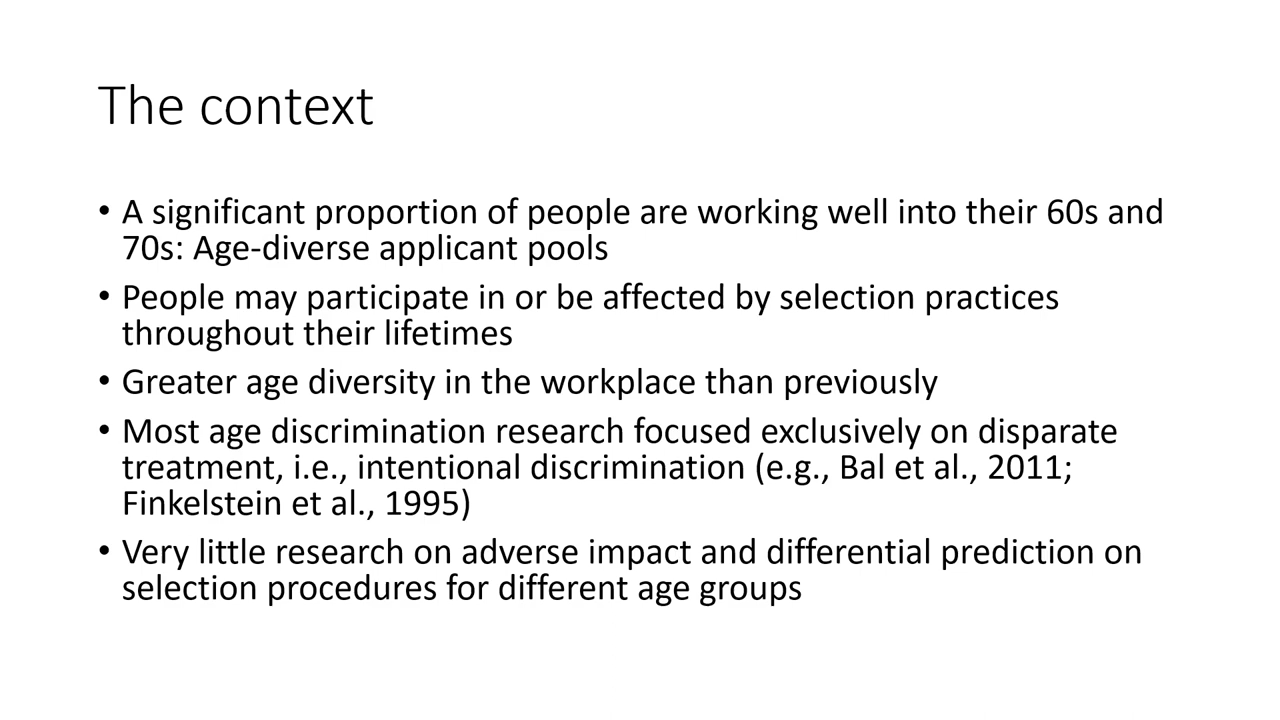 The context
• A significant proportion of people are working well into their 60s and
70s: Age-diverse applicant pools
• People may participate in or be affected by selection practices
throughout their lifetimes
• Greater age diversity in the workplace than previously
• Most age discrimination research focused exclusively on disparate
treatment, i.e., intentional discrimination (e.g., Bal et al., 2011;
Finkelstein et al., 1995)
• Very little research on adverse impact and differential prediction on
selection procedures for different age groups